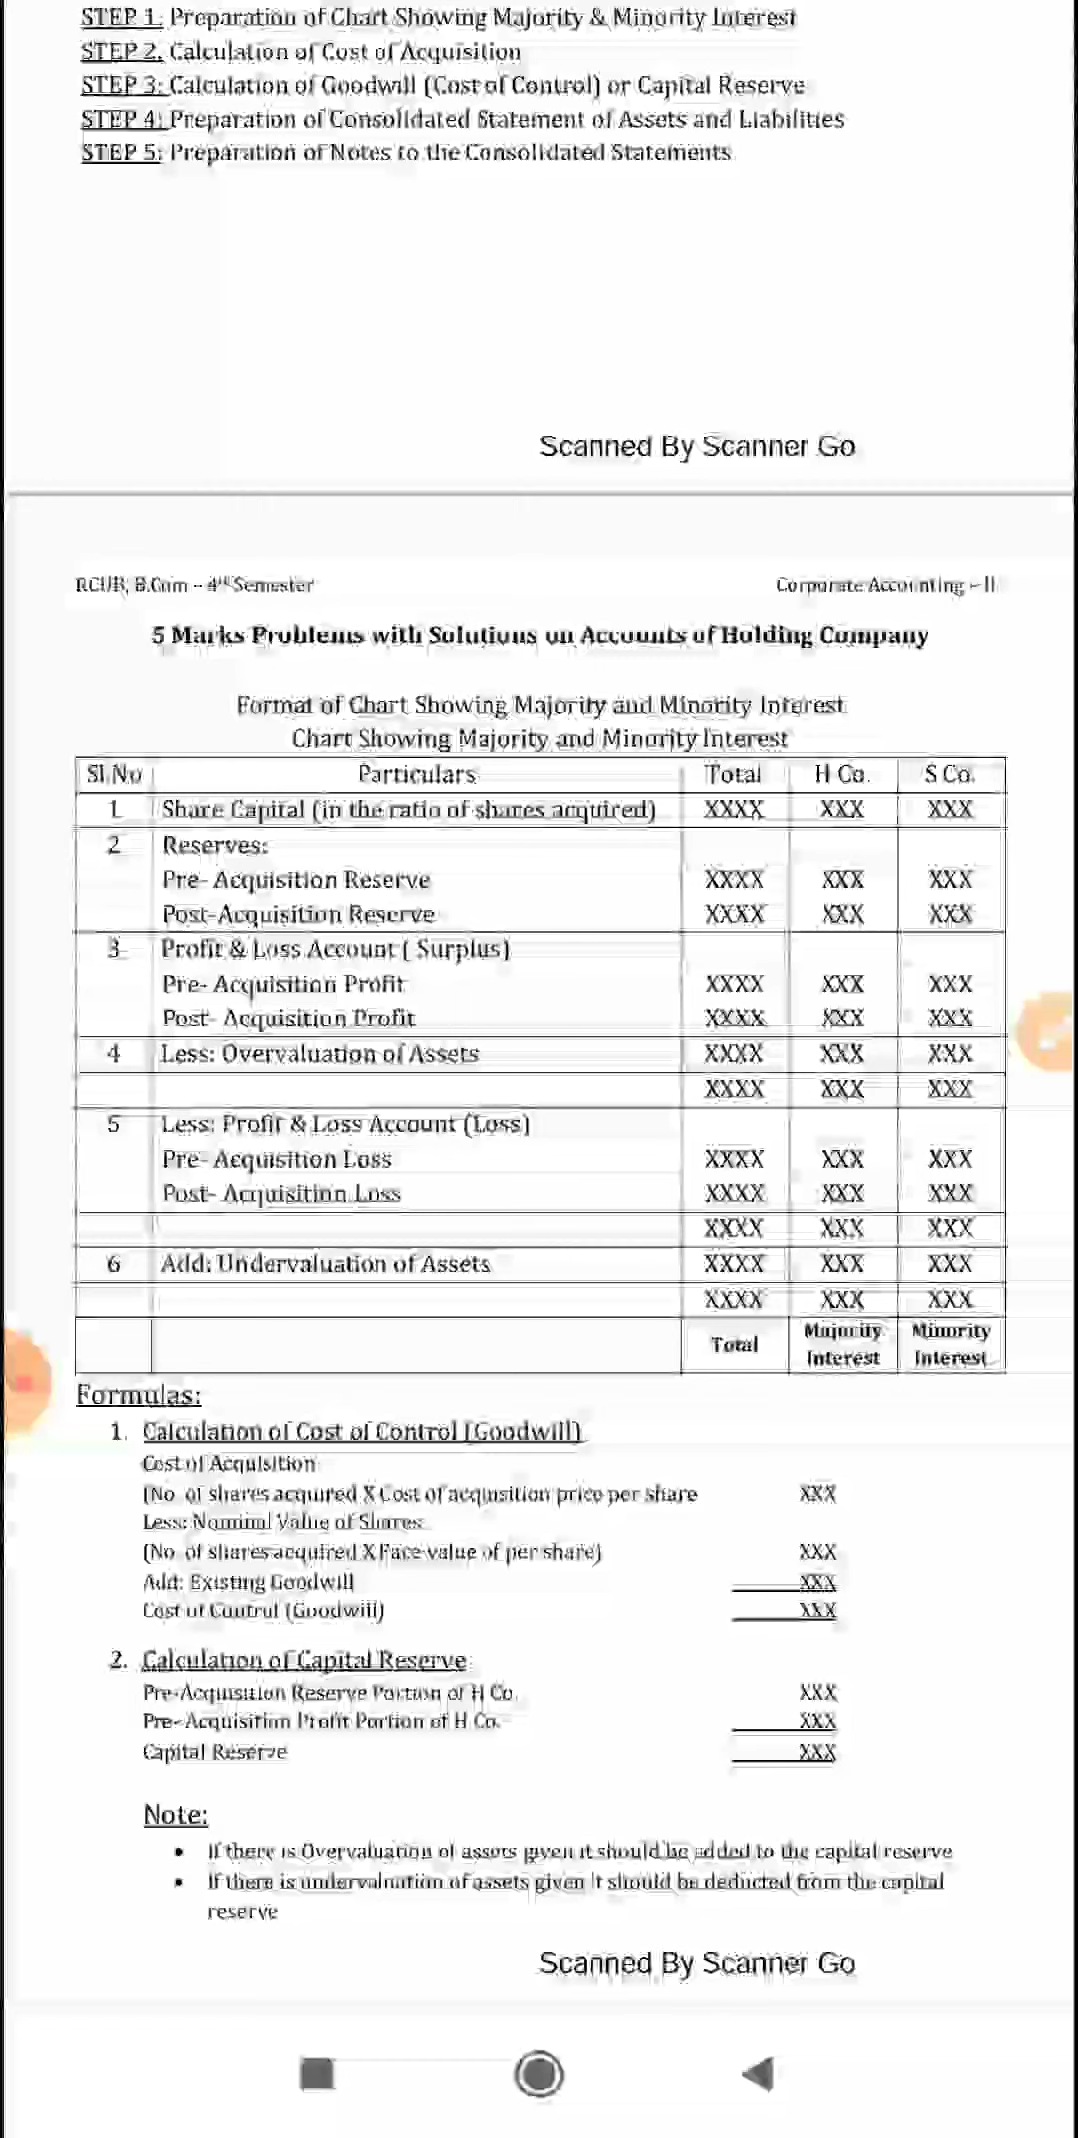 STEP 1: Preparation of Chart Showing Majority & Minority Interest
STEP 2. Calculation of Cost of Acquisition
STEP 3: Calculation of Goodwill (Cost of Control) or Capital Reserve
STEP 4: Preparation of Consolidated Statement of Assets and Liabilities
STEP 5: Preparation of Notes to the Consolidated Statements
Scanned By Scanner Go
RCUB, B.Com – 4th Semester Corporate Accounting – II
5 Marks Problems with Solutions on Accounts of Holding Company
Format of Chart Showing Majority and Minority Interest
Chart Showing Majority and Minority Interest
Sl.No Particulars Total H Co. S Co.
1. Share Capital (in the ratio of shares acquired) XXXX XXX XXX
2 Reserves:
Pre- Acquisition Reserve XXXX XXX XXX
Post-Acquisition Reserve XXXX XXX XXX
3 Profit & Loss Account ( Surplus)
Pre- Acquisition Profit XXXX XXX XXX
Post- Acquisition Profit XXXX XXX XXX
4 Less: Overvaluation of Assets XXXX XXX XXX
XXXX XXX XXX
5 Less: Profit & Loss Account (Loss)
Pre- Acquisition Loss XXXX XXX XXX
Post- Acquisition Loss XXXX XXX XXX
XXXX XXX XXX
6 Add: Undervaluation of Assets XXXX XXX XXX
XXXX XXX XXX
Total Majority Interest Minority Interest
Formulas:
1. Calculation of Cost of Control (Goodwill)
Cost of Acquisition
(No. of shares acquired X Cost of acquisition price per share XXX
Less: Nominal Value of Shares
(No. of shares acquired X Face value of per share) XXX
Add: Existing Goodwill XXX
Cost of Control (Goodwill) XXX
2. Calculation of Capital Reserve
Pre-Acquisition Reserve Portion of H Co. XXX
Pre-Acquisition Profit Portion of H Co. XXX
Capital Reserve XXX
Note:
• If there is Overvaluation of assets given it should be added to the capital reserve
• If there is undervaluation of assets given it should be deducted from the capital
reserve
Scanned By Scanner Go